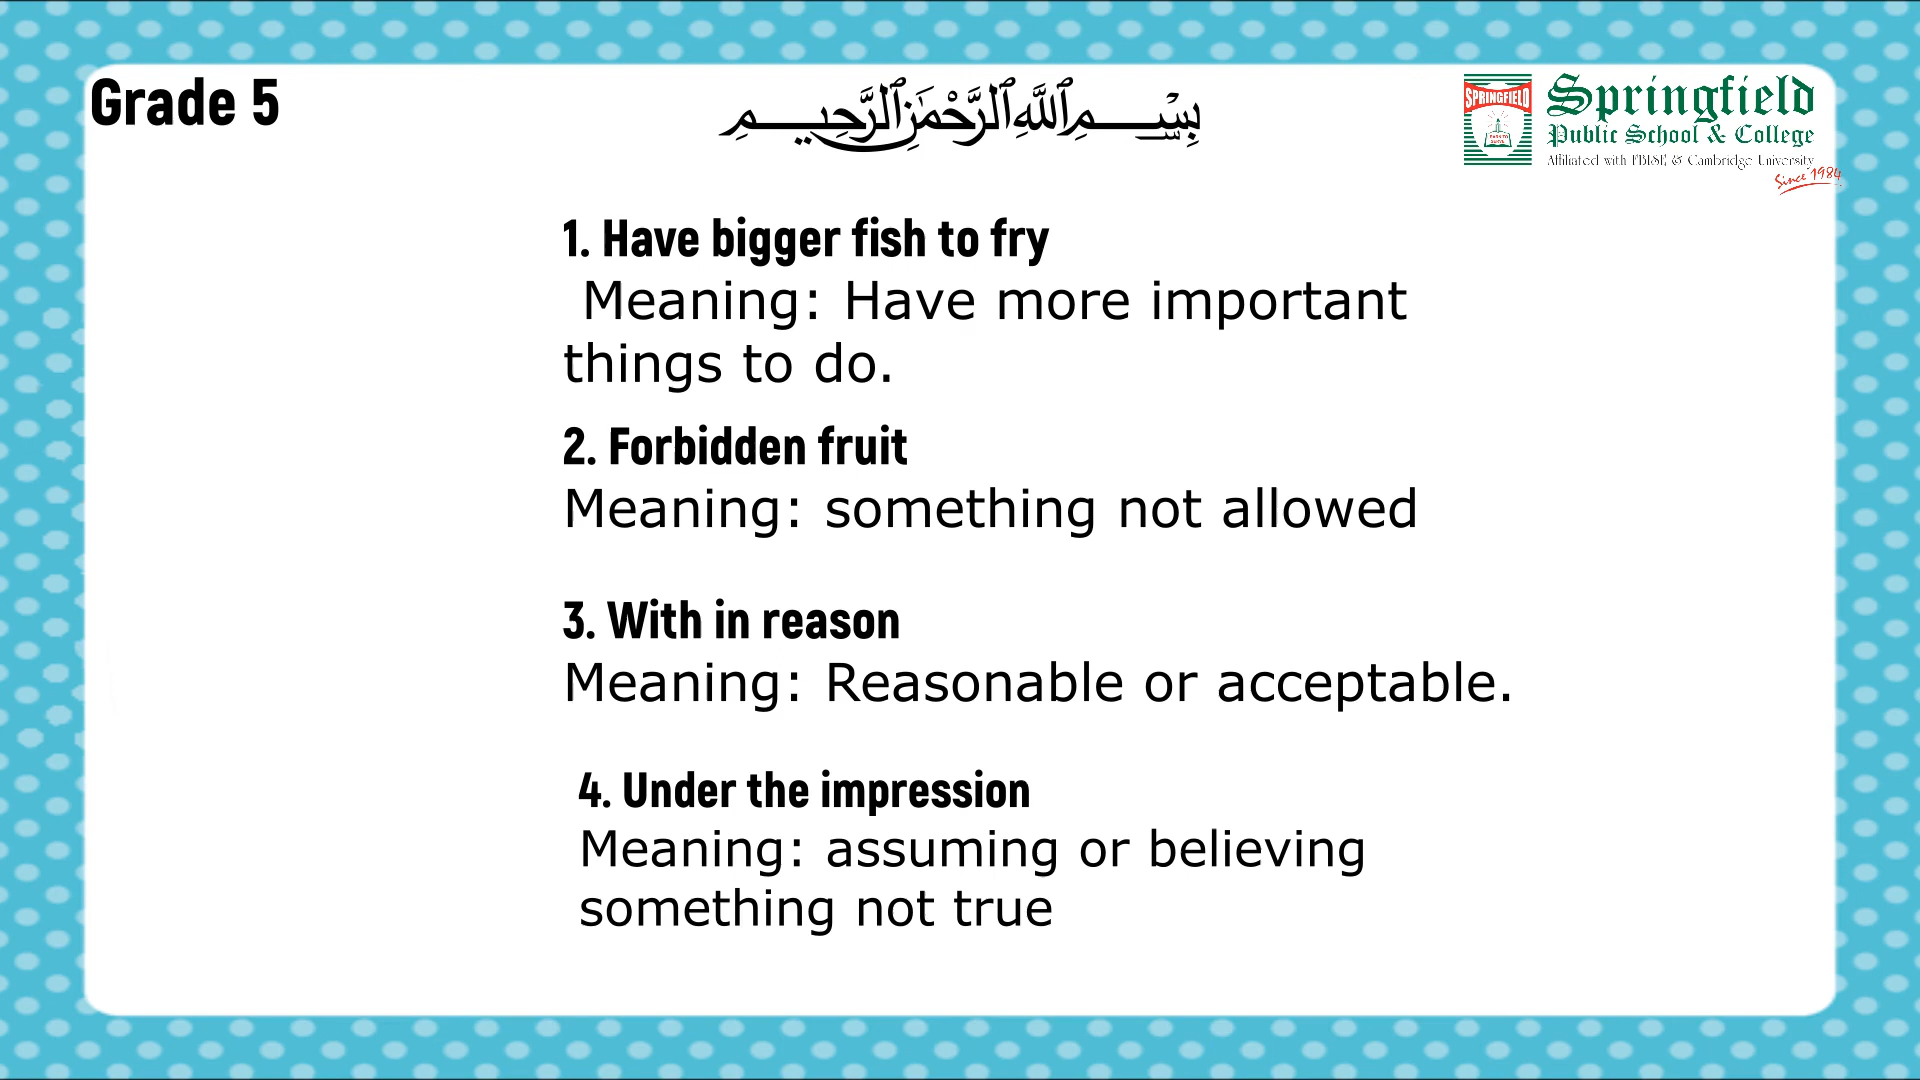 Grade 5
بِسْمِ ٱللَّهِ ٱلرَّحْمَٰنِ ٱلرَّحِيمِ
SPRINGFIELD
Springfield
Public School & College
Affiliated with FBISE & Cambridge University
Since 1984
1. Have bigger fish to fry
Meaning: Have more important
things to do.
2. Forbidden fruit
Meaning: something not allowed
3. With in reason
Meaning: Reasonable or acceptable.
4. Under the impression
Meaning: assuming or believing
something not true